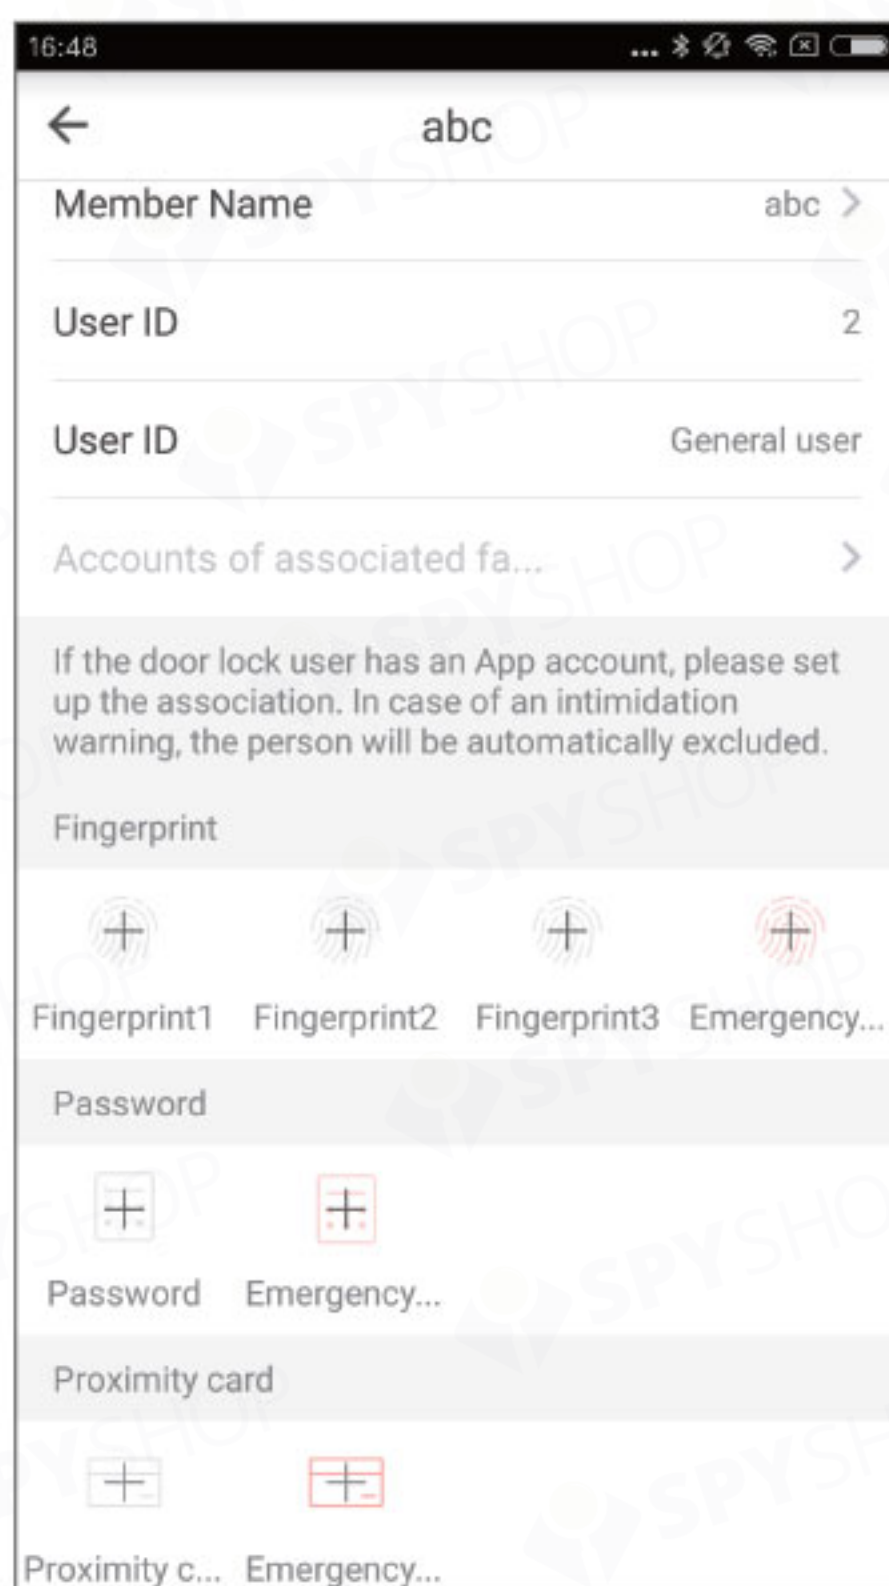 16:48
abc
Member Name abc
User ID 2
User ID General user
Accounts of associated fa...
If the door lock user has an App account, please set
up the association. In case of an intimidation
warning, the person will be automatically excluded.
Fingerprint
Fingerprint1 Fingerprint2 Fingerprint3 Emergency...
Password
Password Emergency...
Proximity card
Proximity c... Emergency...
SPYSHOP